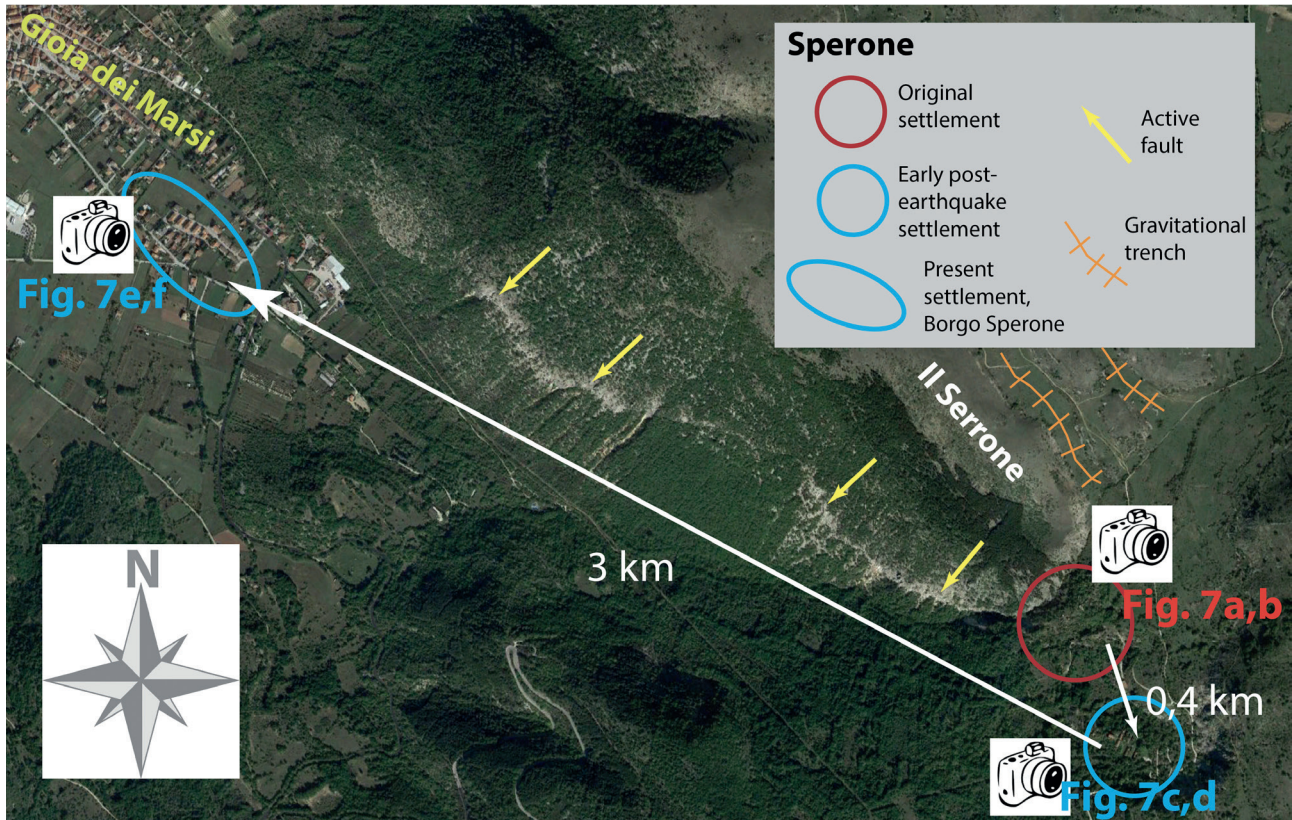 Gioia dei Marsi
Sperone
Original
settlement
Active
fault
Early post-
earthquake
settlement
Gravitational
trench
Present
settlement,
Borgo Sperone
Fig. 7e,f
Il Serrone
3 km
N
Fig. 7a,b
0,4 km
Fig. 7c,d